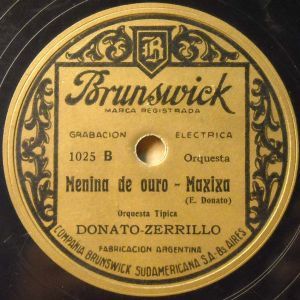 B
Brunswick
MARCA REGISTRADA
GRABACION ELECTRICA
1025 B Orquesta
Menina de ouro - Maxixa
(E. Donato)
Orquesta Típica
DONATO-ZERRILLO
FABRICACION ARGENTINA
COMPAÑIA BRUNSWICK SUDAMERICANA S.A. Bs AIRES